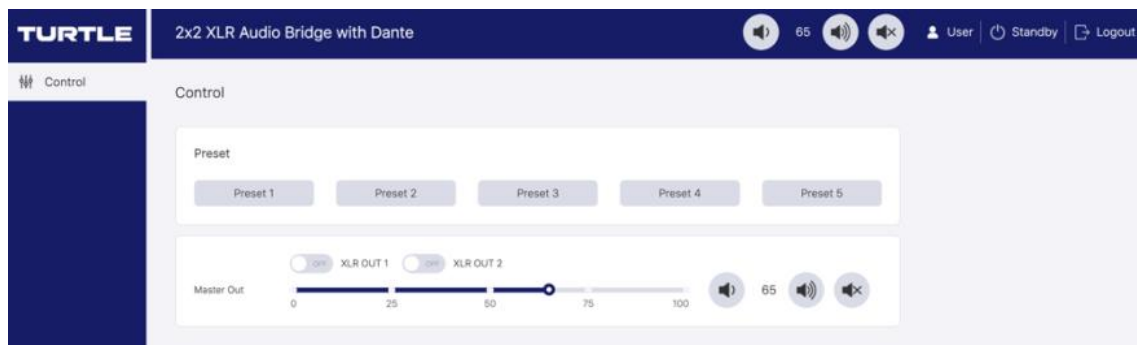 TURTLE
2x2 XLR Audio Bridge with Dante
65
User
Standby
Logout
Control
Control
Preset
Preset 1
Preset 2
Preset 3
Preset 4
Preset 5
OFF XLR OUT 1 OFF XLR OUT 2
Master Out
0 25 50 75 100
65